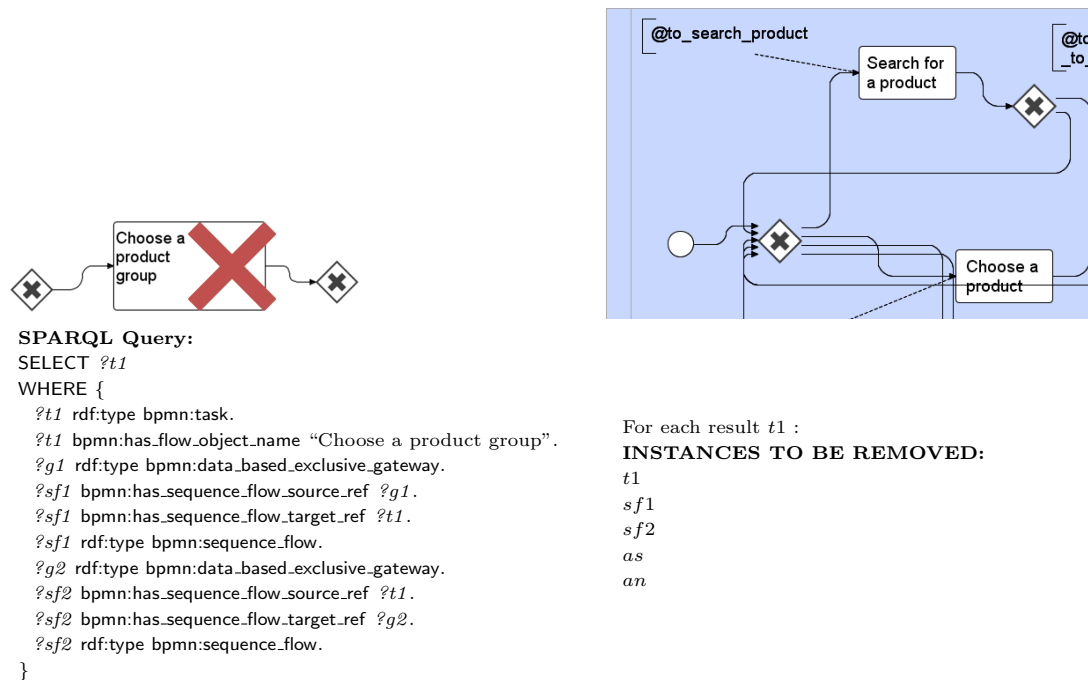 @to_search_product
Search for
a product
Choose a
product
group
Choose a
product
SPARQL Query:
SELECT ?t1
WHERE {
?t1 rdf:type bpmn:task.
?t1 bpmn:has_flow_object_name “Choose a product group”.
?g1 rdf:type bpmn:data_based_exclusive_gateway.
?sf1 bpmn:has_sequence_flow_source_ref ?g1.
?sf1 bpmn:has_sequence_flow_target_ref ?t1.
?sf1 rdf:type bpmn:sequence_flow.
?g2 rdf:type bpmn:data_based_exclusive_gateway.
?sf2 bpmn:has_sequence_flow_source_ref ?t1.
?sf2 bpmn:has_sequence_flow_target_ref ?g2.
?sf2 rdf:type bpmn:sequence_flow.
}
For each result t1 :
INSTANCES TO BE REMOVED:
t1
sf1
sf2
as
an